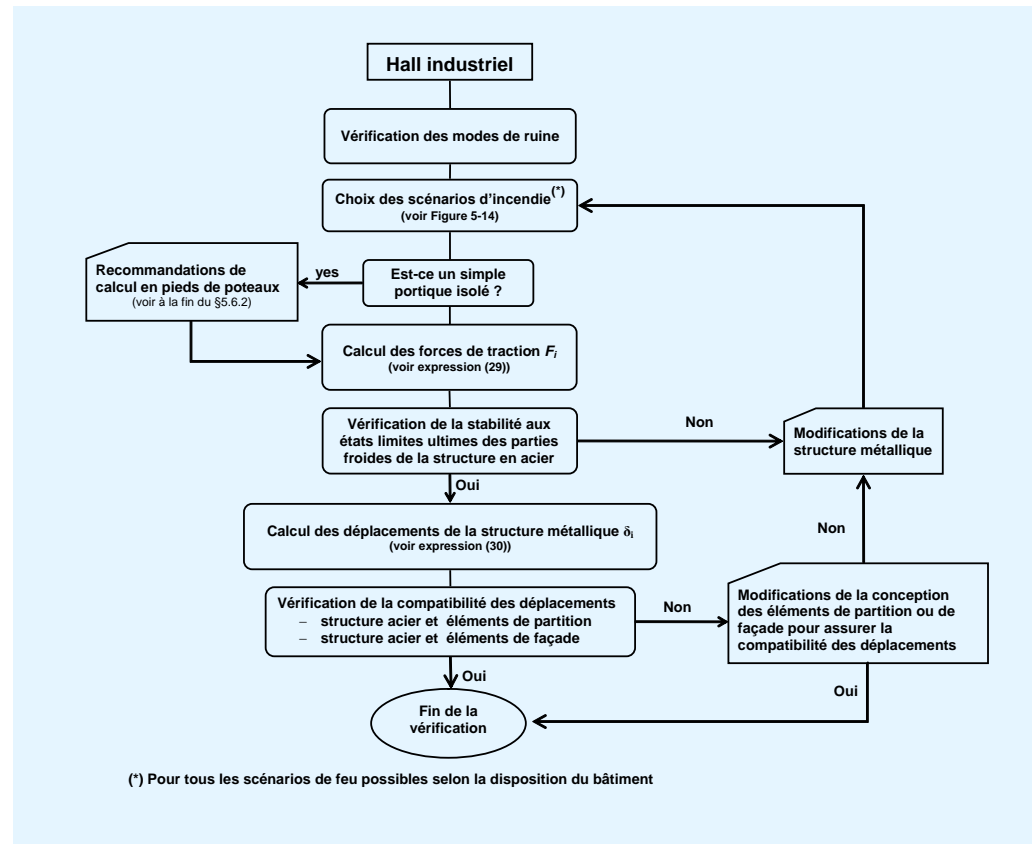 Hall industriel
Vérification des modes de ruine
Choix des scénarios d'incendie(*)
(voir Figure 5-14)
Recommandations de
calcul en pieds de poteaux
(voir à la fin du §5.6.2)
yes
Est-ce un simple
portique isolé ?
Calcul des forces de traction Fi
(voir expression (29))
Vérification de la stabilité aux
états limites ultimes des parties
froides de la structure en acier
Non
Modifications de la
structure métallique
Oui
Calcul des déplacements de la structure métallique δi
(voir expression (30))
Non
Vérification de la compatibilité des déplacements
– structure acier et éléments de partition
– structure acier et éléments de façade
Non
Modifications de la conception
des éléments de partition ou de
façade pour assurer la
compatibilité des déplacements
Oui
Oui
Fin de la
vérification
(*) Pour tous les scénarios de feu possibles selon la disposition du bâtiment